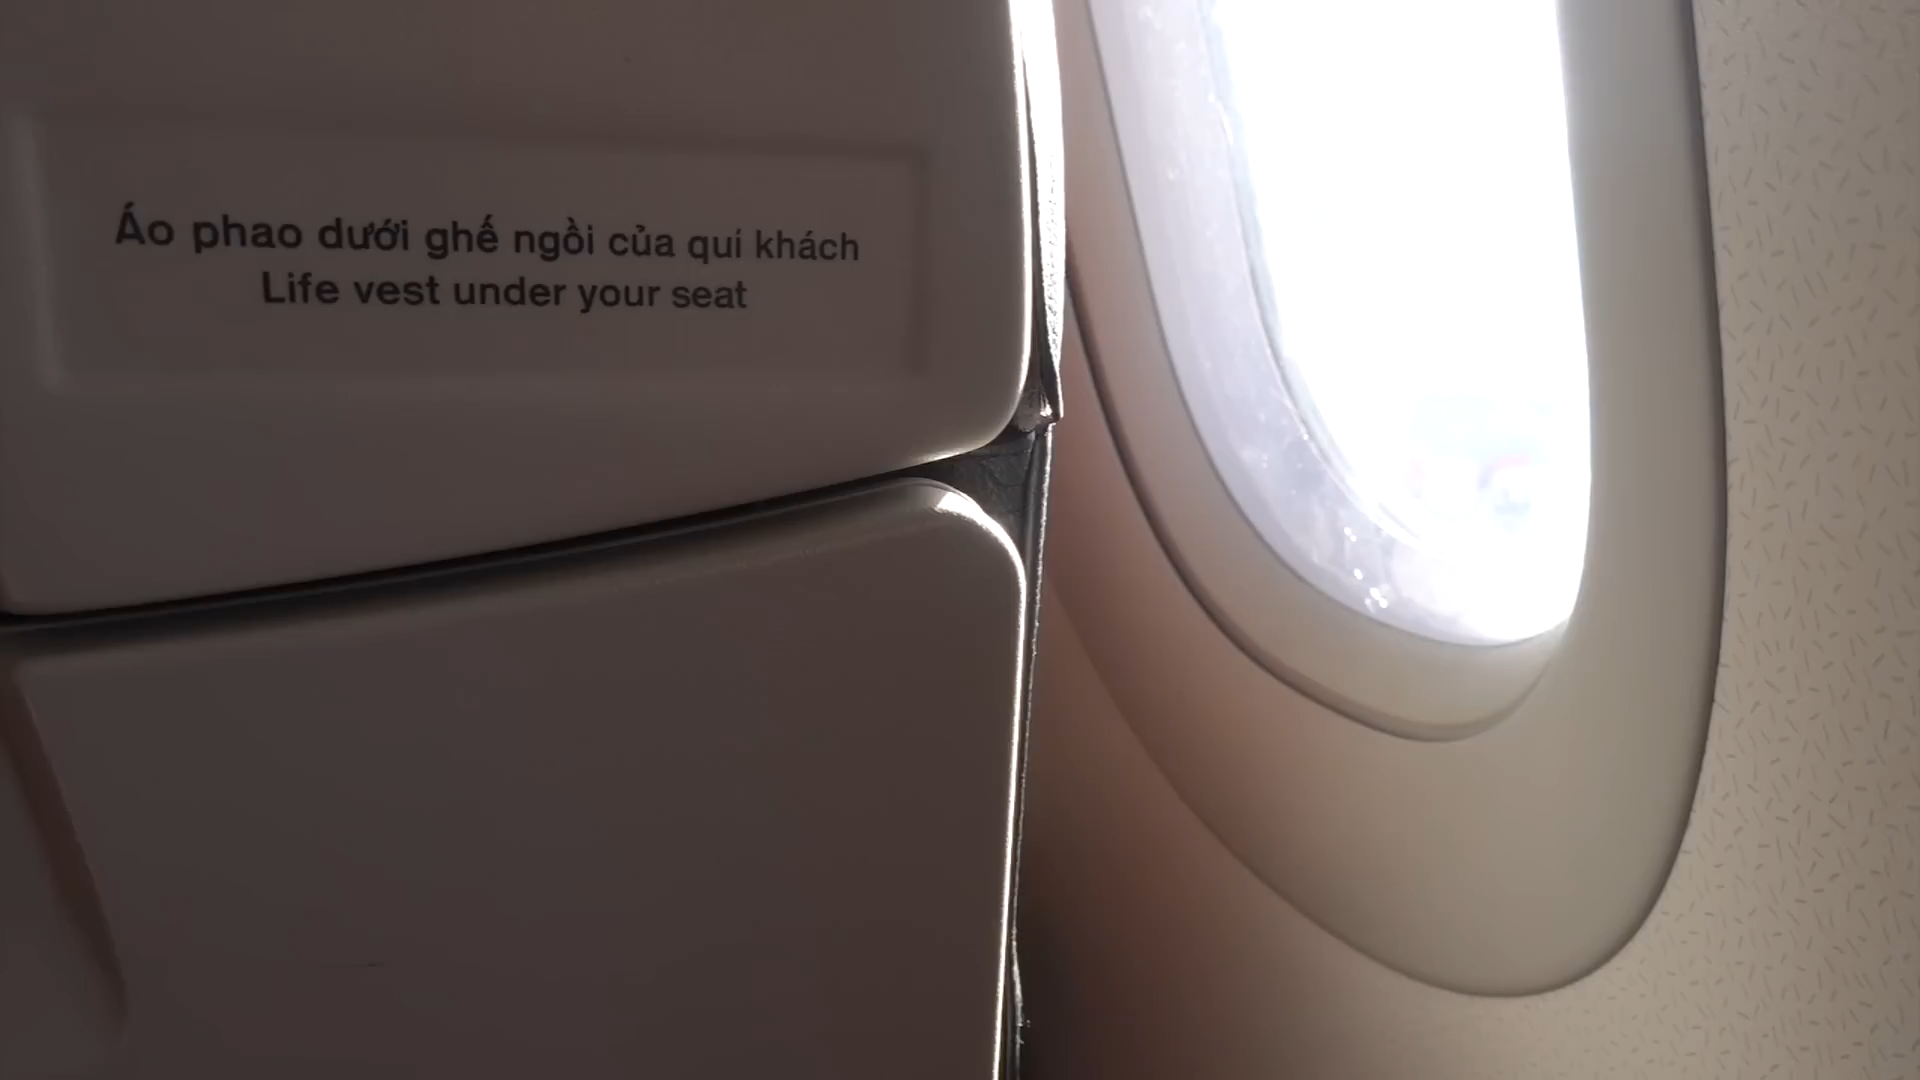 Áo phao dưới ghế ngồi của quí khách
Life vest under your seat